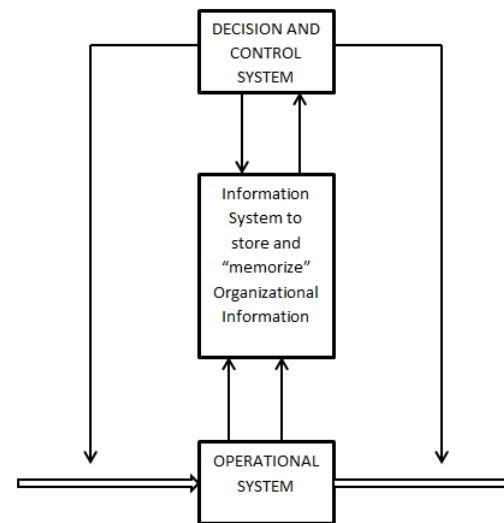 DECISION AND
CONTROL
SYSTEM
Information
System to
store and
“memorize”
Organizational
Information
OPERATIONAL
SYSTEM